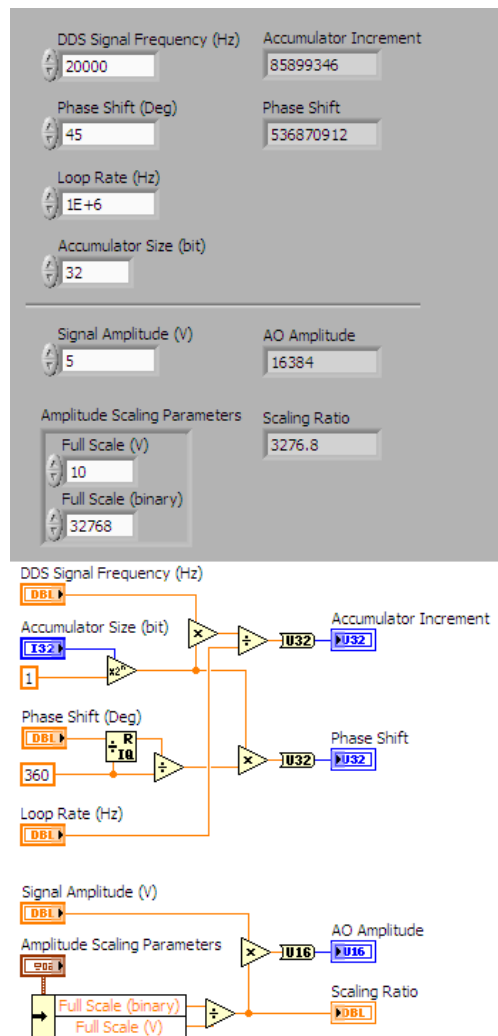 DDS Signal Frequency (Hz) Accumulator Increment
20000 85899346
Phase Shift (Deg) Phase Shift
45 536870912
Loop Rate (Hz)
1E+6
Accumulator Size (bit)
32
Signal Amplitude (V) AO Amplitude
5 16384
Amplitude Scaling Parameters Scaling Ratio
Full Scale (V) 3276.8
10
Full Scale (binary)
32768
DDS Signal Frequency (Hz)
DBL
Accumulator Size (bit) Accumulator Increment
I32 × ÷ U32 U32
1 x2ⁿ
Phase Shift (Deg) Phase Shift
DBL ÷ R IQ ÷ × U32 U32
360
Loop Rate (Hz)
DBL
Signal Amplitude (V)
DBL AO Amplitude
Amplitude Scaling Parameters × U16 U16
Scaling Ratio
Full Scale (binary) ÷ DBL
Full Scale (V)